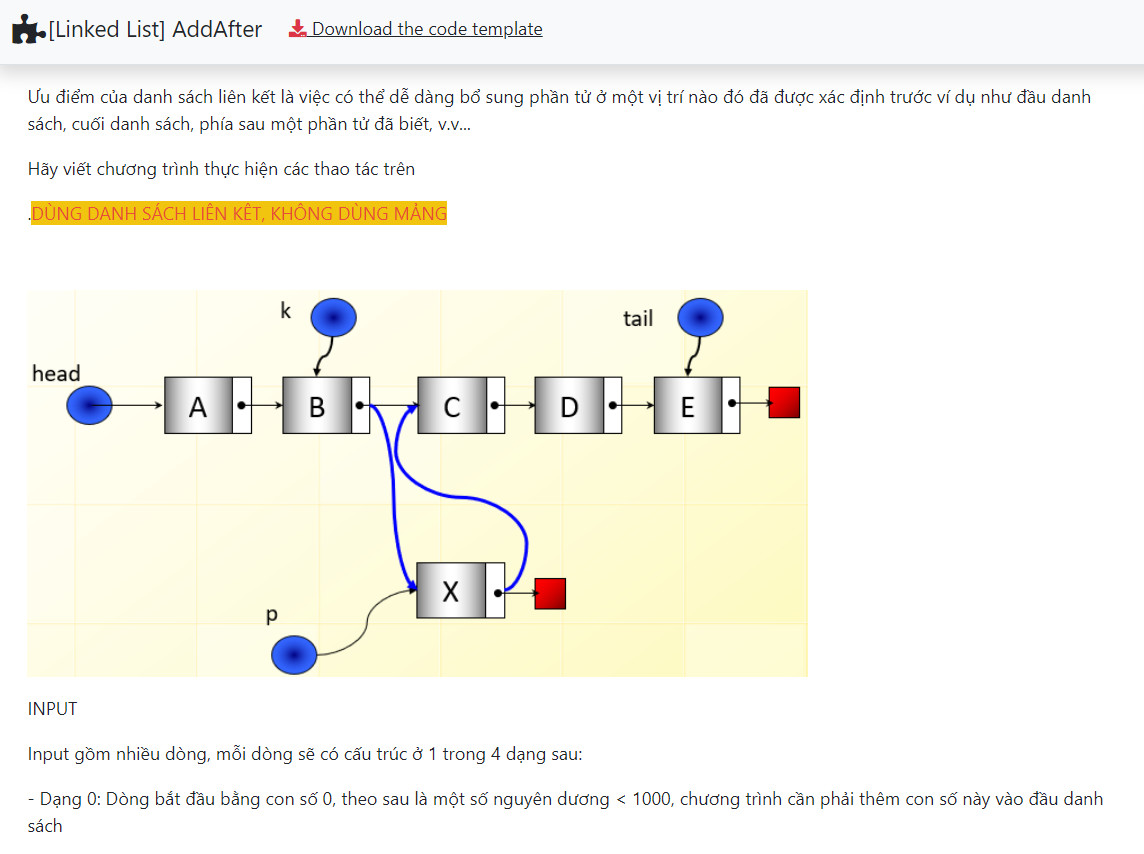 [Linked List] AddAfter Download the code template
Ưu điểm của danh sách liên kết là việc có thể dễ dàng bổ sung phần tử ở một vị trí nào đó đã được xác định trước ví dụ như đầu danh
sách, cuối danh sách, phía sau một phần tử đã biết, v.v...
Hãy viết chương trình thực hiện các thao tác trên
.DÙNG DANH SÁCH LIÊN KẾT, KHÔNG DÙNG MẢNG
k
tail
head
A B C D E
X
p
INPUT
Input gồm nhiều dòng, mỗi dòng sẽ có cấu trúc ở 1 trong 4 dạng sau:
- Dạng 0: Dòng bắt đầu bằng con số 0, theo sau là một số nguyên dương < 1000, chương trình cần phải thêm con số này vào đầu danh
sách